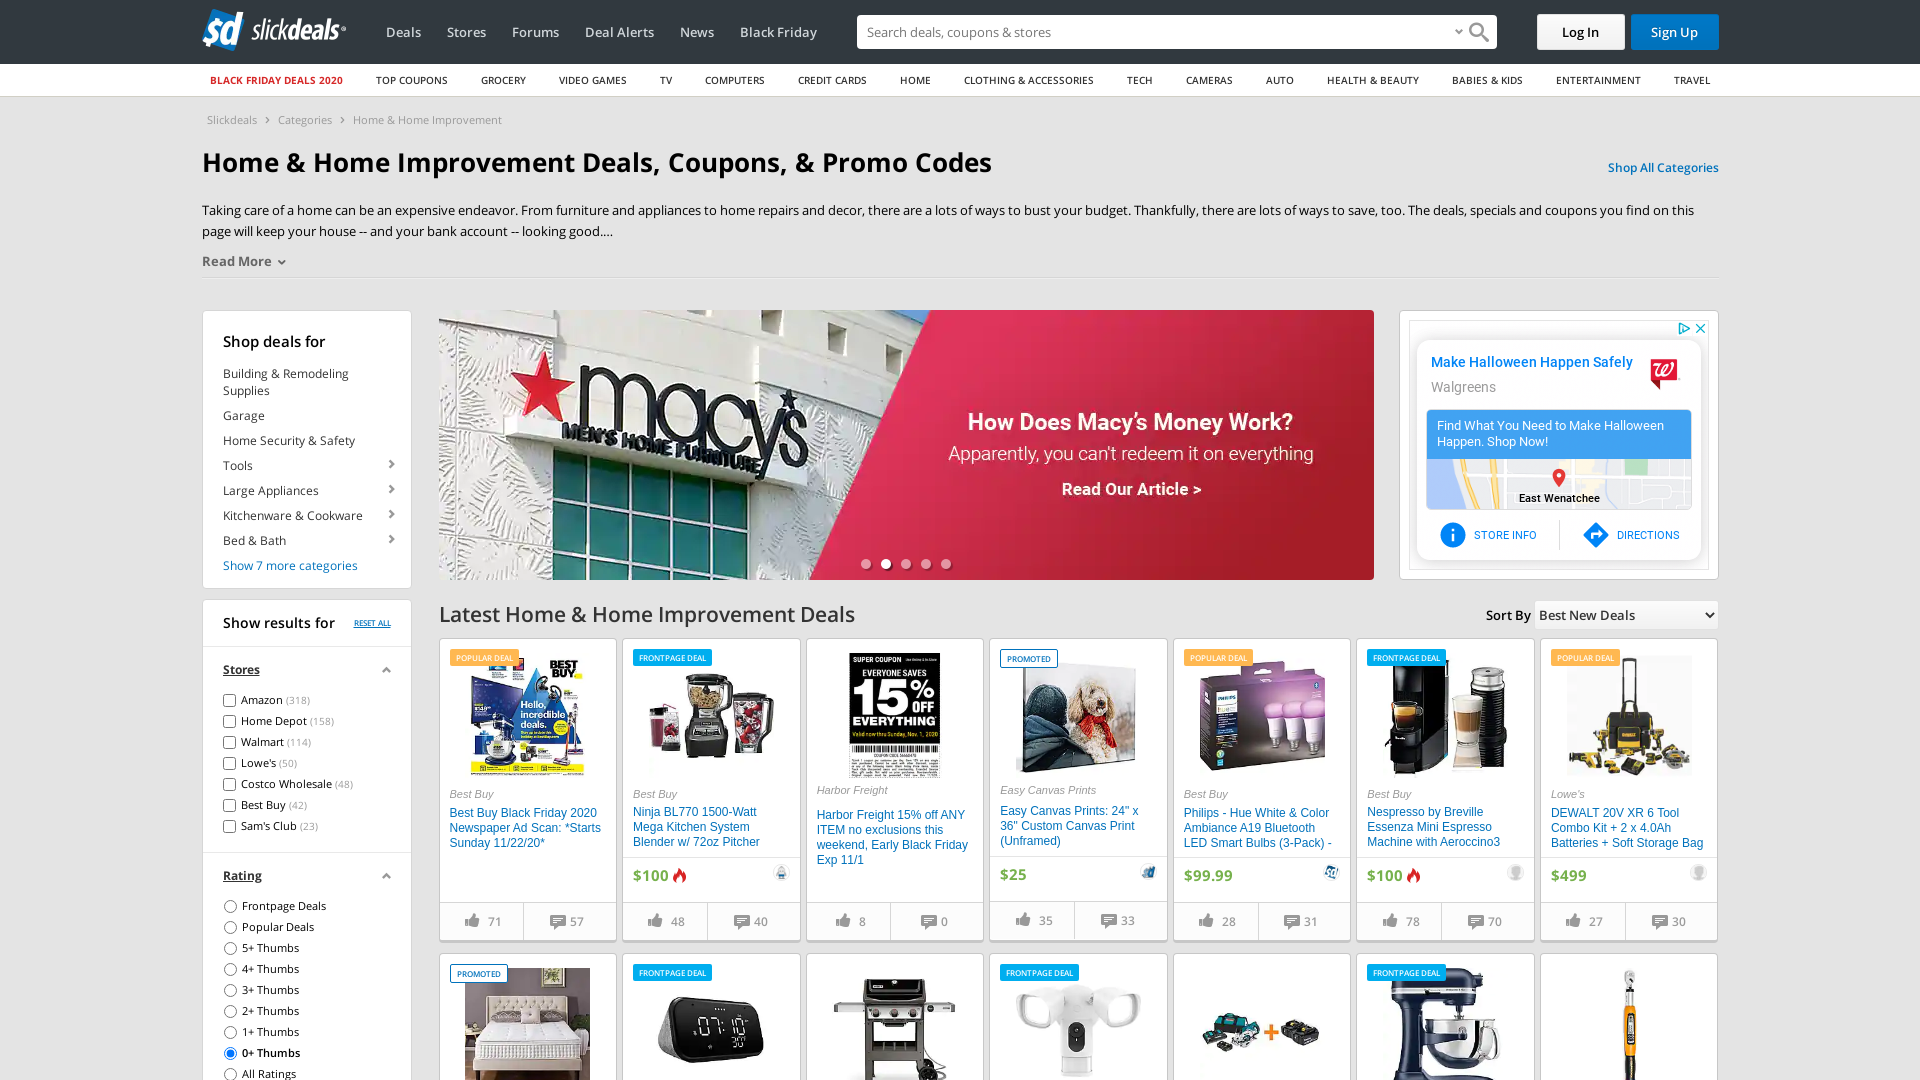 slickdeals
Deals
Stores
Forums
Deal Alerts
News
Black Friday
Search deals, coupons & stores
Log In
Sign Up
BLACK FRIDAY DEALS 2020
TOP COUPONS
GROCERY
VIDEO GAMES
TV
COMPUTERS
CREDIT CARDS
HOME
CLOTHING & ACCESSORIES
TECH
CAMERAS
AUTO
HEALTH & BEAUTY
BABIES & KIDS
ENTERTAINMENT
TRAVEL
Slickdeals
Categories
Home & Home Improvement
Home & Home Improvement Deals, Coupons, & Promo Codes
Shop All Categories
Taking care of a home can be an expensive endeavor. From furniture and appliances to home repairs and decor, there are a lots of ways to bust your budget. Thankfully, there are lots of ways to save, too. The deals, specials and coupons you find on this
page will keep your house -- and your bank account -- looking good.…
Read More
Shop deals for
Building & Remodeling
Supplies
Garage
Home Security & Safety
Tools
Large Appliances
Kitchenware & Cookware
Bed & Bath
Show 7 more categories
macy's
MEN'S HOME FURNITURE
How Does Macy's Money Work?
Apparently, you can't redeem it on everything
Read Our Article >
Make Halloween Happen Safely
Walgreens
Find What You Need to Make Halloween
Happen. Shop Now!
East Wenatchee
STORE INFO
DIRECTIONS
Show results for
RESET ALL
Stores
Amazon (318)
Home Depot (158)
Walmart (114)
Lowe's (50)
Costco Wholesale (48)
Best Buy (42)
Sam's Club (23)
Rating
Frontpage Deals
Popular Deals
5+ Thumbs
4+ Thumbs
3+ Thumbs
2+ Thumbs
1+ Thumbs
0+ Thumbs
All Ratings
Latest Home & Home Improvement Deals
Sort By
Best New Deals
POPULAR DEAL
BEST
BUY
Hello,
incredible
deals.
Best Buy
Best Buy Black Friday 2020
Newspaper Ad Scan: *Starts
Sunday 11/22/20*
71
57
FRONTPAGE DEAL
Best Buy
Ninja BL770 1500-Watt
Mega Kitchen System
Blender w/ 72oz Pitcher
$100
48
40
SUPER COUPON
EVERYONE SAVES
15% OFF
EVERYTHING
Valid now thru Sunday, Nov. 1, 2020
Harbor Freight
Harbor Freight 15% off ANY
ITEM no exclusions this
weekend, Early Black Friday
Exp 11/1
8
0
PROMOTED
Easy Canvas Prints
Easy Canvas Prints: 24" x
36" Custom Canvas Print
(Unframed)
$25
35
33
POPULAR DEAL
PHILIPS
Best Buy
Philips - Hue White & Color
Ambiance A19 Bluetooth
LED Smart Bulbs (3-Pack) -
$99.99
28
31
FRONTPAGE DEAL
Best Buy
Nespresso by Breville
Essenza Mini Espresso
Machine with Aeroccino3
$100
78
70
POPULAR DEAL
Lowe's
DEWALT 20V XR 6 Tool
Combo Kit + 2 x 4.0Ah
Batteries + Soft Storage Bag
$499
27
30
PROMOTED
FRONTPAGE DEAL
07:10
FRONTPAGE DEAL
FRONTPAGE DEAL